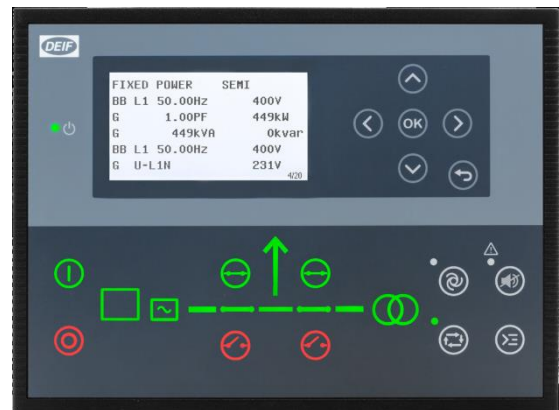 DEIF
FIXED POWER SEMI
BB L1 50.00Hz 400V
G 1.00PF 449kW
G 449kVA 0kvar
BB L1 50.00Hz 400V
G U-L1N 231V
4/20
OK